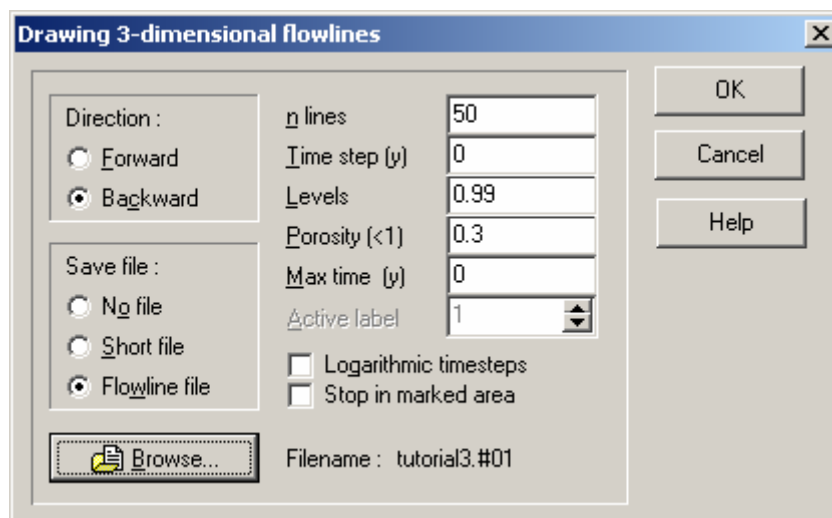 Drawing 3-dimensional flowlines
Direction :
Forward
Backward
Save file :
No file
Short file
Flowline file
Browse...
n lines 50
Time step (y) 0
Levels 0.99
Porosity (<1) 0.3
Max time (y) 0
Active label 1
Logarithmic timesteps
Stop in marked area
Filename : tutorial3.#01
OK
Cancel
Help